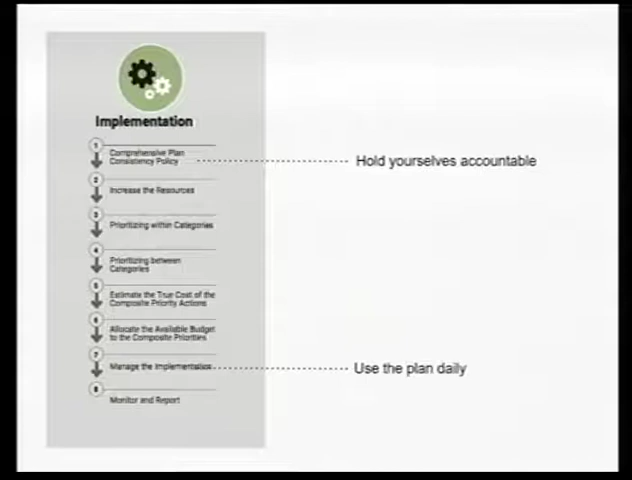 Implementation
1
Comprehensive Plan
Consistency Policy
Hold yourselves accountable
2
Increase the Resources
3
Prioritizing within Categories
4
Prioritizing between
Categories
5
Estimate the True Cost of the
Composite Priority Actions
6
Allocate the Available Budget
to the Composite Priorities
7
Manage the Implementation
Use the plan daily
8
Monitor and Report